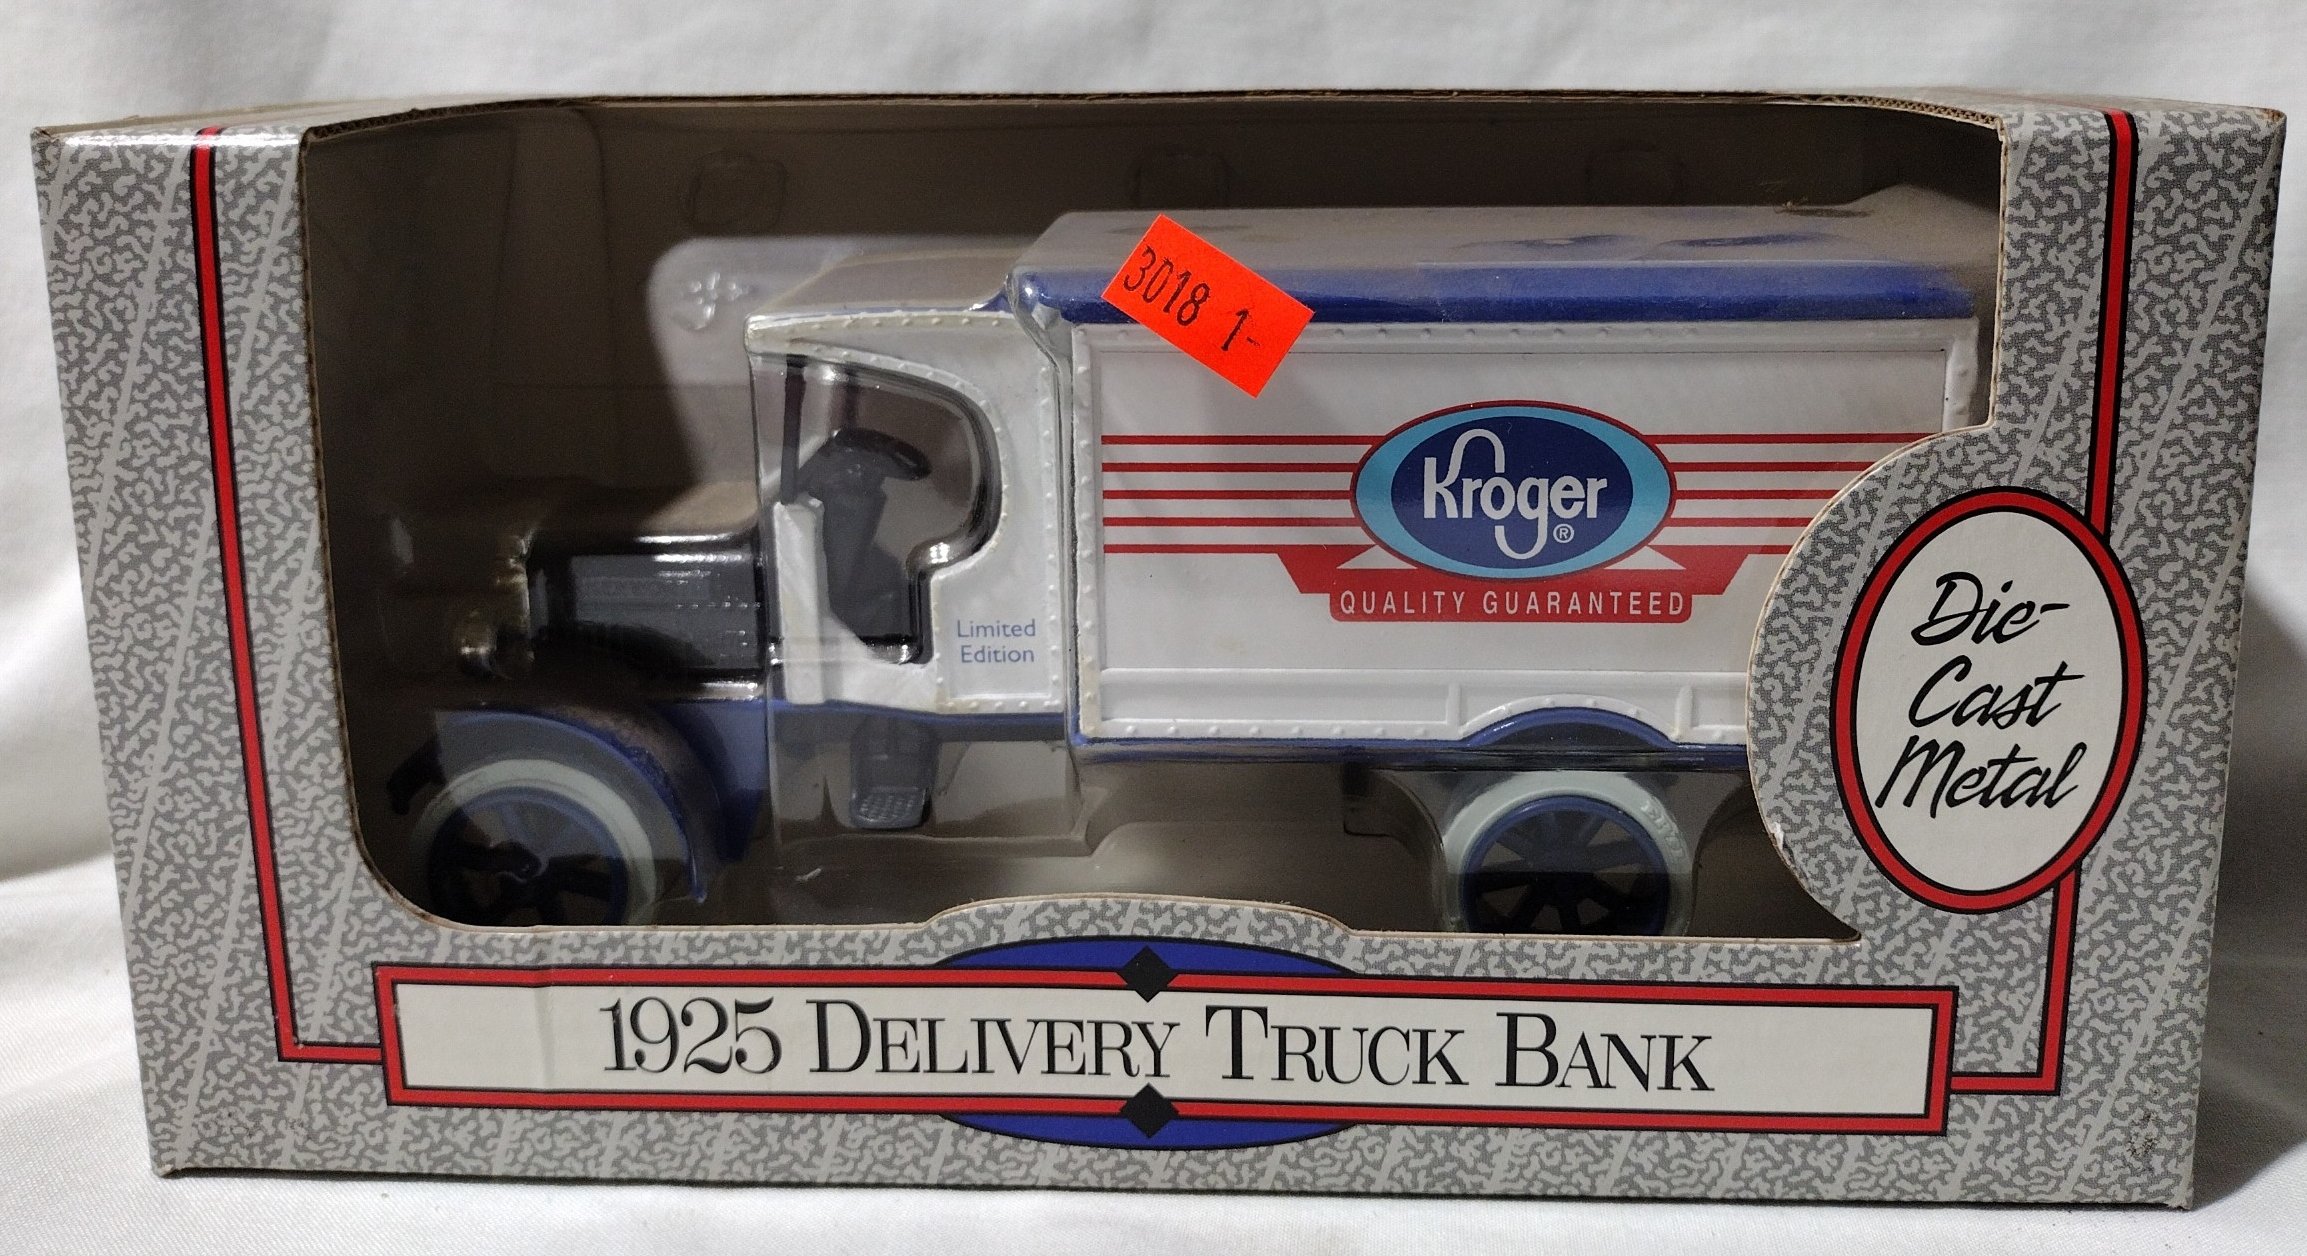 3018 1-
Kroger®
QUALITY GUARANTEED
Limited
Edition
Die-
Cast
Metal
1925 DELIVERY TRUCK BANK